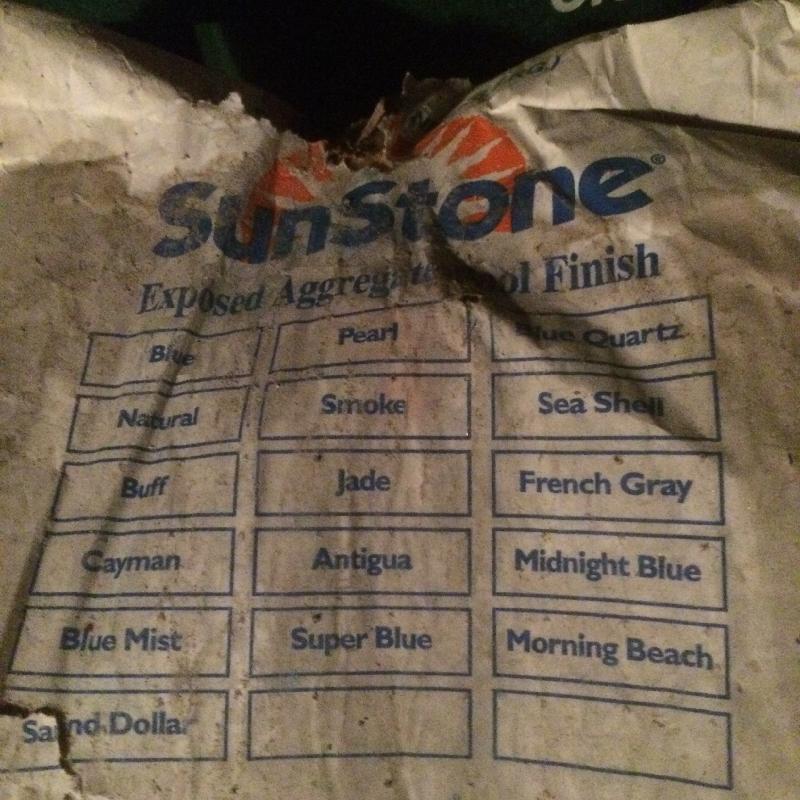 SunStone®
Exposed Aggregate Pool Finish
Blue Pearl Blue Quartz
Natural Smoke Sea Shell
Buff Jade French Gray
Cayman Antigua Midnight Blue
Blue Mist Super Blue Morning Beach
Sand Dollar